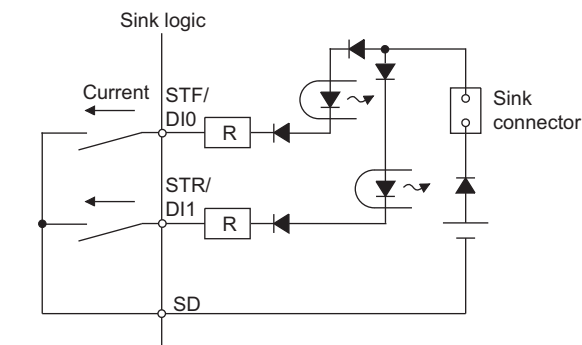 Sink logic
Current
STF/
DI0
R
Sink
connector
STR/
DI1
R
SD